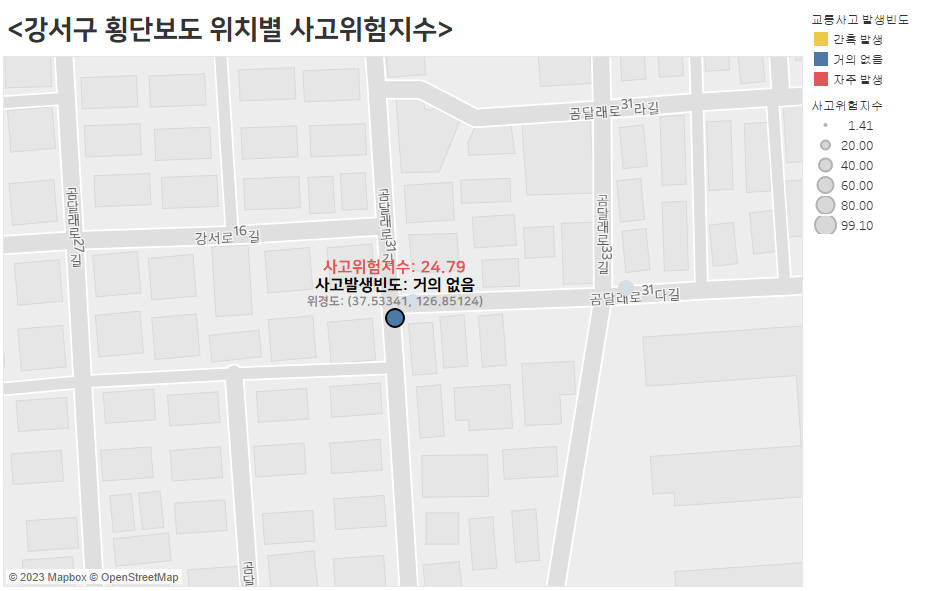 <강서구 횡단보도 위치별 사고위험지수>
교통사고 발생빈도
간혹 발생
거의 없음
자주 발생
사고위험지수
1.41
20.00
40.00
60.00
80.00
99.10
곰달래로31라길
곰달래로27길
곰달래로31길
곰달래로33길
강서로16길
사고위험지수: 24.79
사고발생빈도: 거의 없음
위경도: (37.53341, 126.85124)
곰달래로31다길
곰달
© 2023 Mapbox © OpenStreetMap